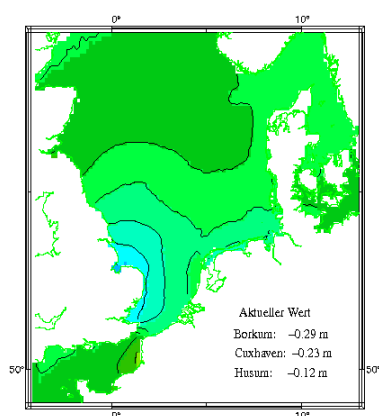 0° 10°
Aktueller Wert
Borkum: –0.29 m
Cuxhaven: –0.23 m
Husum: –0.12 m
50° 50°
0° 10°